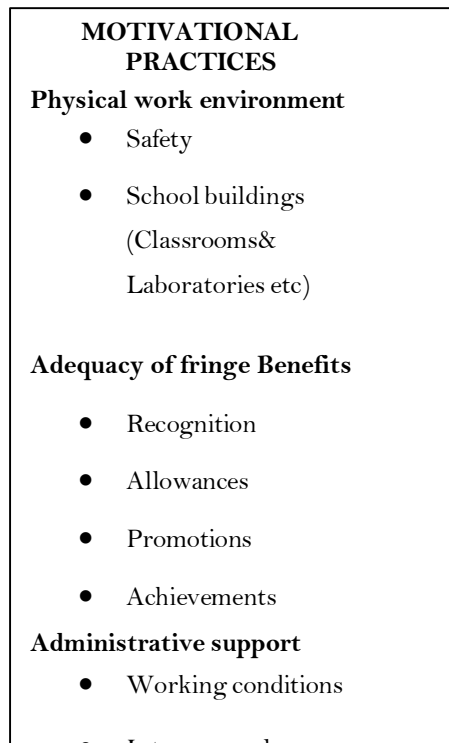 MOTIVATIONAL
PRACTICES
Physical work environment
● Safety
● School buildings
(Classrooms&
Laboratories etc)
Adequacy of fringe Benefits
● Recognition
● Allowances
● Promotions
● Achievements
Administrative support
● Working conditions